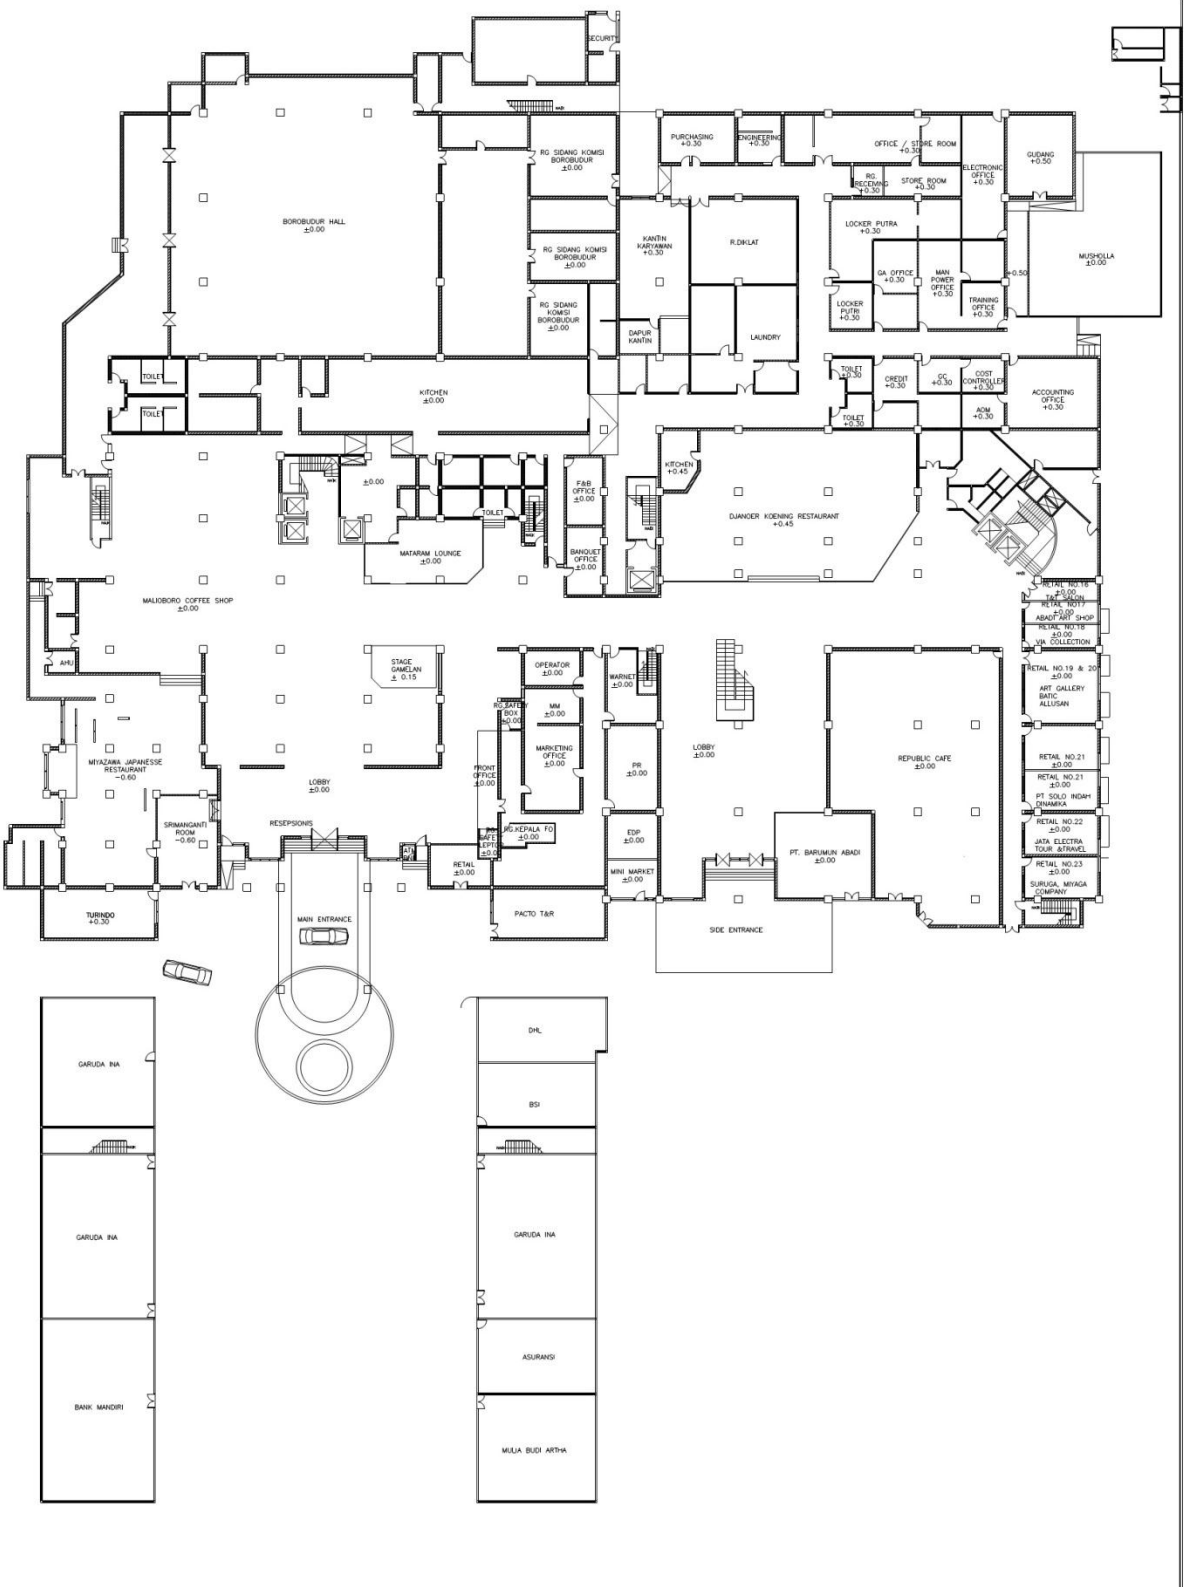 SECURITY
NAIK
PURCHASING
+0.30
ENGINEERING
+0.30
OFFICE / STORE ROOM
+0.30
RG SIDANG KOMISI
BOROBUDUR
±0.00
GUDANG
+0.50
ELECTRONIC
OFFICE
+0.30
RG.
RECEIVING
+0.30
STORE ROOM
+0.30
BOROBUDUR HALL
±0.00
LOCKER PUTRA
+0.30
KANTIN
KARYAWAN
+0.30
R.DIKLAT
RG SIDANG KOMISI
BOROBUDUR
±0.00
MUSHOLLA
±0.00
GA OFFICE
+0.30
MAN
POWER
OFFICE
+0.30
+0.50
RG SIDANG
KOMISI
BOROBUDUR
±0.00
LOCKER
PUTRI
+0.30
TRAINING
OFFICE
+0.30
DAPUR
KANTIN
LAUNDRY
TOILET
TOILET
+0.30
CREDIT
+0.30
GC
+0.30
COST
CONTROLLER
+0.30
ACCOUNTING
OFFICE
+0.30
KITCHEN
±0.00
TOILET
TOILET
+0.30
AOM
+0.30
KITCHEN
+0.45
±0.00
F&B
OFFICE
±0.00
TOILET
DJANOER KOENING RESTAURANT
+0.45
MATARAM LOUNGE
±0.00
BANQUET
OFFICE
±0.00
NAIK
RETAIL NO.16
±0.00
T&T SALON
MALIOBORO COFFEE SHOP
±0.00
RETAIL NO17
±0.00
ABADI ART SHOP
RETAIL NO.18
±0.00
VIA COLLECTION
AHU
STAGE
GAMELAN
± 0.15
OPERATOR
±0.00
WARNET
±0.00
RETAIL NO.19 & 20
±0.00
ART GALLERY
BATIC
ALLUSAN
RG.SAFETY
BOX
±0.00
MM
±0.00
MARKETING
OFFICE
±0.00
LOBBY
±0.00
REPUBLIC CAFE
±0.00
RETAIL NO.21
±0.00
MIYAZAWA JAPANESSE
RESTAURANT
-0.60
FRONT
OFFICE
±0.00
PR
±0.00
RETAIL NO.21
±0.00
PT SOLO INDAH
DINAMIKA
LOBBY
±0.00
RESEPSIONIS
SRIMANGANTI
ROOM
-0.60
RG.KEPALA FO
±0.00
EDP
±0.00
RETAIL NO.22
±0.00
JATA ELECTRA
TOUR &TRAVEL
PT. BARUMUN ABADI
±0.00
RETAIL
±0.00
MINI MARKET
±0.00
RETAIL NO.23
±0.00
SURUGA, MIYAGA
COMPANY
TURINDO
+0.30
MAIN ENTRANCE
PACTO T&R
SIDE ENTRANCE
GARUDA INA
DHL
BSI
GARUDA INA
GARUDA INA
ASURANSI
BANK MANDIRI
MULIA BUDI ARTHA